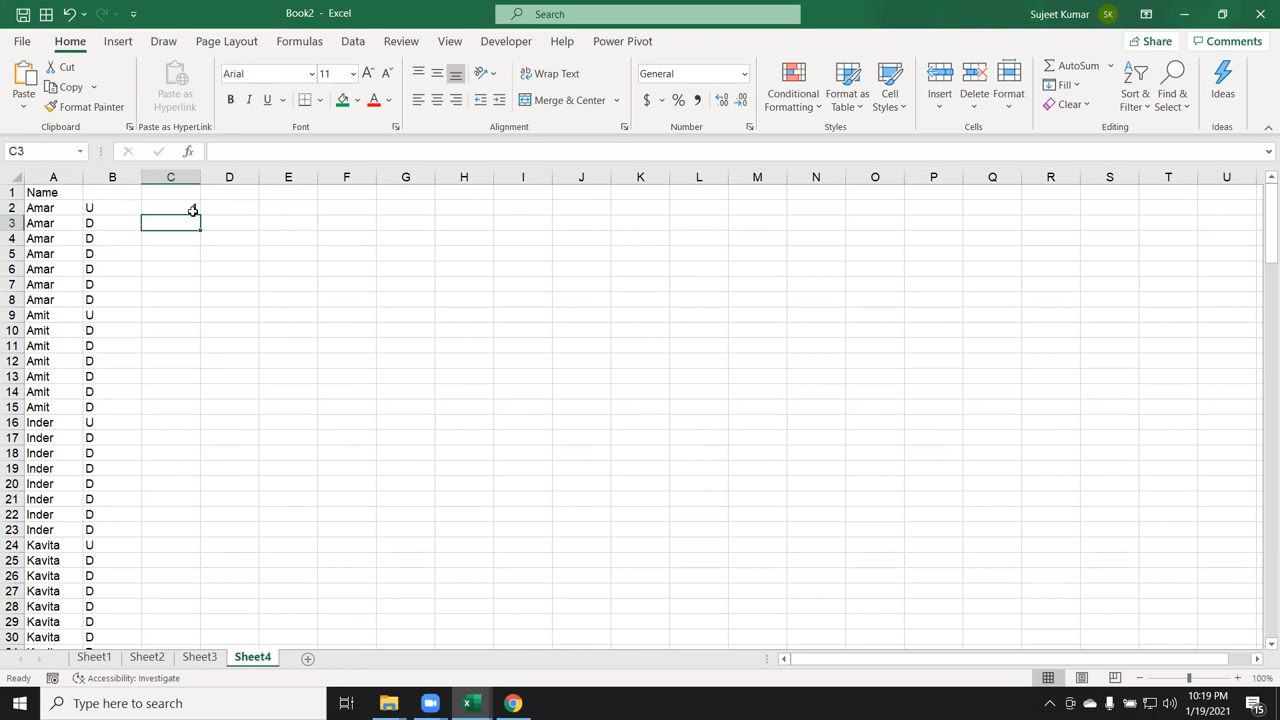 Book2 - Excel
Search
Sujeet Kumar
SK
File
Home
Insert
Draw
Page Layout
Formulas
Data
Review
View
Developer
Help
Power Pivot
Share
Comments
Paste
Cut
Copy
Format Painter
Clipboard
Paste as
Hyperlink
Paste as HyperLink
Arial
11
B I U
Font
Wrap Text
Merge & Center
Alignment
General
$ %
Number
Conditional
Formatting
Format as
Table
Cell
Styles
Styles
Insert
Delete
Format
Cells
AutoSum
Fill
Clear
Sort &
Filter
Find &
Select
Editing
Ideas
Ideas
C3
fx
A B C D E F G H I J K L M N O P Q R S T U
1 Name
2 Amar U
3 Amar D
4 Amar D
5 Amar D
6 Amar D
7 Amar D
8 Amar D
9 Amit U
10 Amit D
11 Amit D
12 Amit D
13 Amit D
14 Amit D
15 Amit D
16 Inder U
17 Inder D
18 Inder D
19 Inder D
20 Inder D
21 Inder D
22 Inder D
23 Inder D
24 Kavita U
25 Kavita D
26 Kavita D
27 Kavita D
28 Kavita D
29 Kavita D
30 Kavita D
Sheet1 Sheet2 Sheet3 Sheet4
Ready
Accessibility: Investigate
100%
Type here to search
10:19 PM
1/19/2021
15